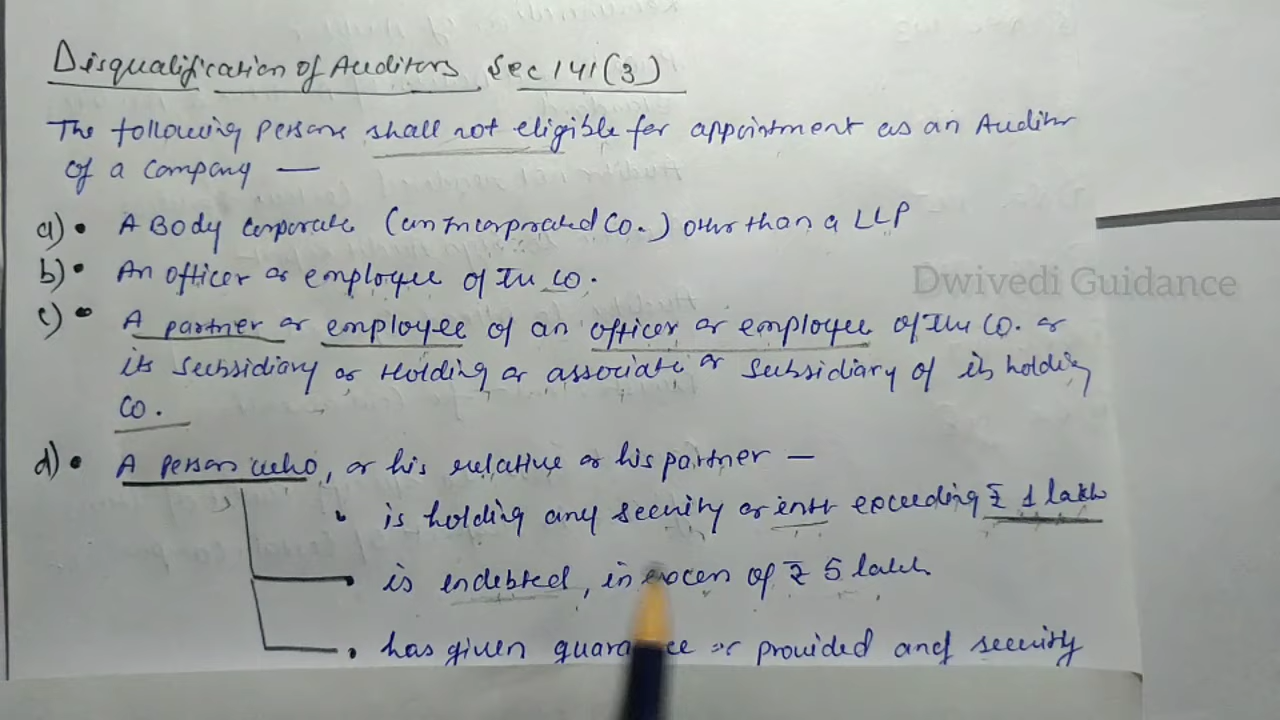 Disqualification of Auditors Sec 141(3)
The following Persons shall not eligible for appointment as an Auditor
of a Company —
a) • A Body Corporate (an Incorporated Co.) other than a LLP
b) • An officer or employee of the Co.
c) • A partner or employee of an officer or employee of the Co. or
its Subsidiary or Holding or associate or Subsidiary of its holding
Co.
d) • A Person who, or his relative or his partner —
• is holding any security or intt exceeding ₹ 1 lakh
• is indebted, in excess of ₹ 5 lakh
• has given or provided and security
Dwivedi Guidance